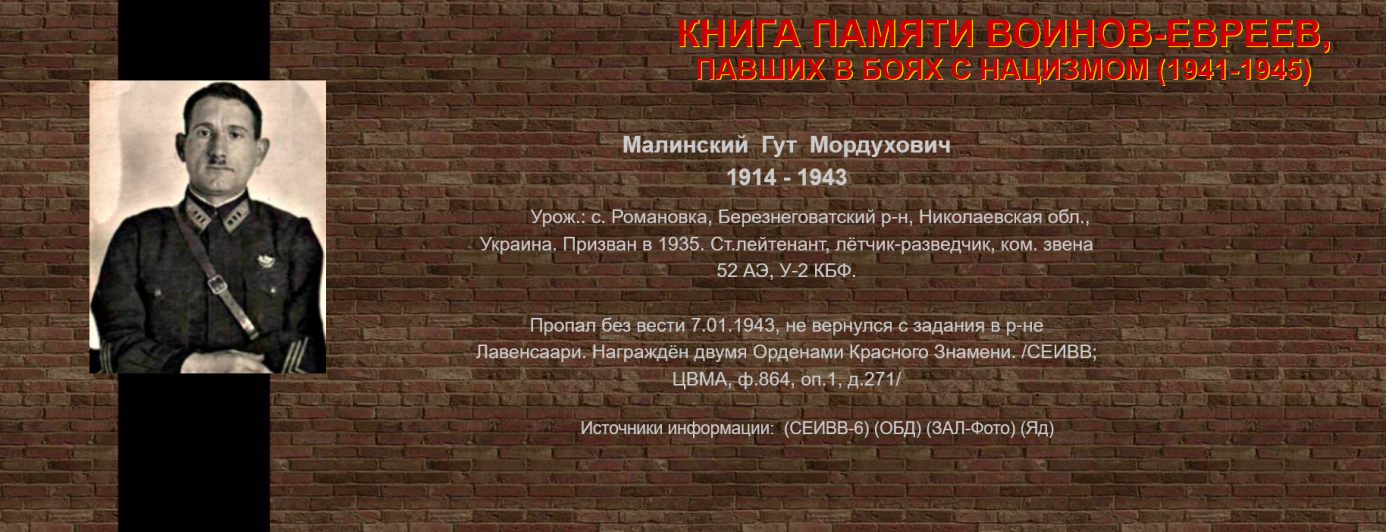 КНИГА ПАМЯТИ ВОИНОВ-ЕВРЕЕВ,
ПАВШИХ В БОЯХ С НАЦИЗМОМ (1941-1945)
Малинский Гут Мордухович
1914 - 1943
Урож.: с. Романовка, Березнеговатский р-н, Николаевская обл.,
Украина. Призван в 1935. Ст.лейтенант, лётчик-разведчик, ком. звена
52 АЭ, У-2 КБФ.
Пропал без вести 7.01.1943, не вернулся с задания в р-не
Лавенсаари. Награждён двумя Орденами Красного Знамени. /СЕИВВ;
ЦВМА, ф.864, оп.1, д.271/
Источники информации: (СЕИВВ-6) (ОБД) (ЗАЛ-Фото) (Яд)